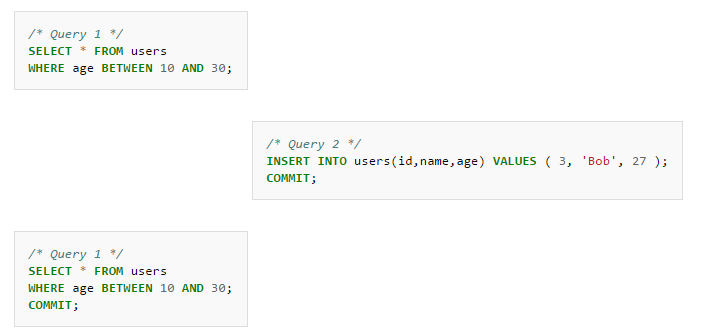 /* Query 1 */
SELECT * FROM users
WHERE age BETWEEN 10 AND 30;
/* Query 2 */
INSERT INTO users(id,name,age) VALUES ( 3, 'Bob', 27 );
COMMIT;
/* Query 1 */
SELECT * FROM users
WHERE age BETWEEN 10 AND 30;
COMMIT;